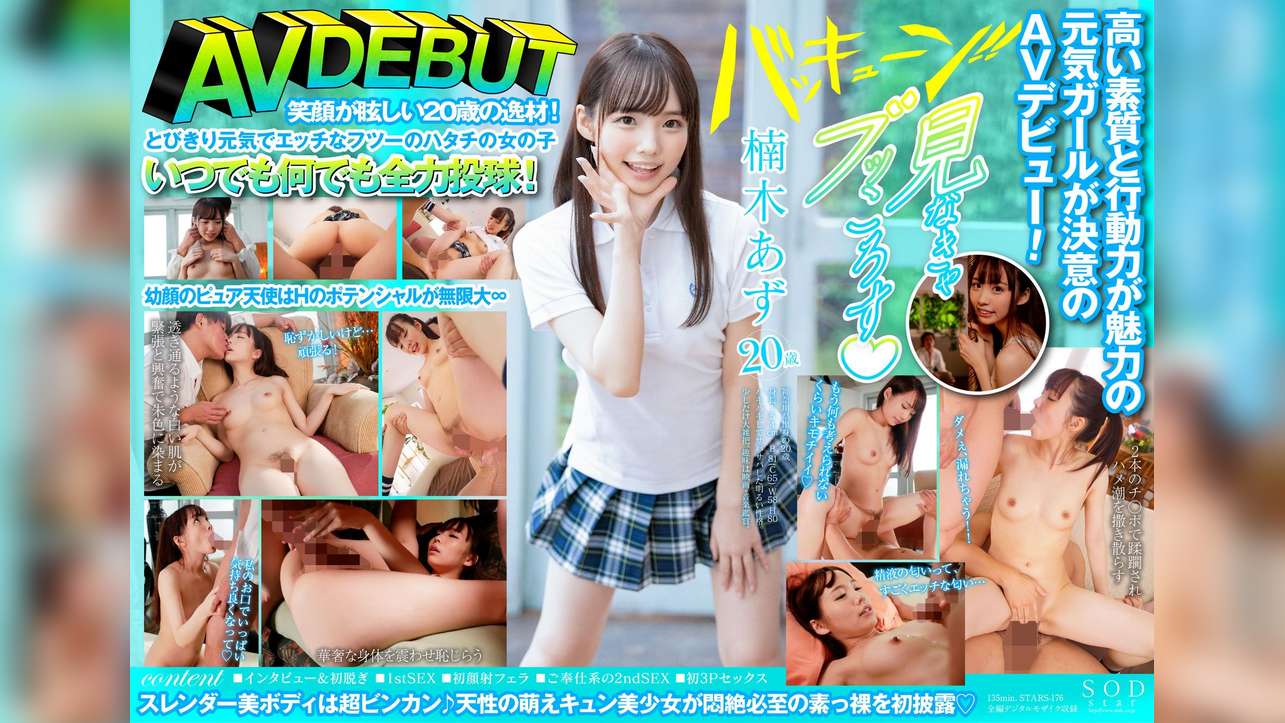 AV DEBUT
笑顔が眩しい20歳の逸材！
とびきり元気でエッチなフツーのハタチの女の子
いつでも何でも全力投球！
幼顔のピュア天使はHのポテンシャルが無限大∞
透き通るような白い肌が
緊張と興奮で朱色に染まる
恥ずかしいけど…
頑張る！
私のお口でいっぱい
気持ち良くなって♡
華奢な身体を震わせ恥じらう
バッキューン!!
見なきゃ
ブッころす♡
楠木あず
20歳
高い素質と行動力が魅力の
元気ガールが決意の
AVデビュー！
もう何も考えられない
くらいキモチイイ♡
ダメぇ、漏れちゃう…！
2本のチ○ポで蹂躙され
ハメ潮を撒き散らす
精液の匂いって、
すごくエッチな匂い…
content ■インタビュー&初脱ぎ ■1stSEX ■初顔射フェラ ■ご奉仕系の2ndSEX ■初3Pセックス
スレンダー美ボディは超ビンカン♪天性の萌えキュン美少女が悶絶必至の素っ裸を初披露♡
135min. STARS-176
全編デジタルモザイク収録
SOD
star